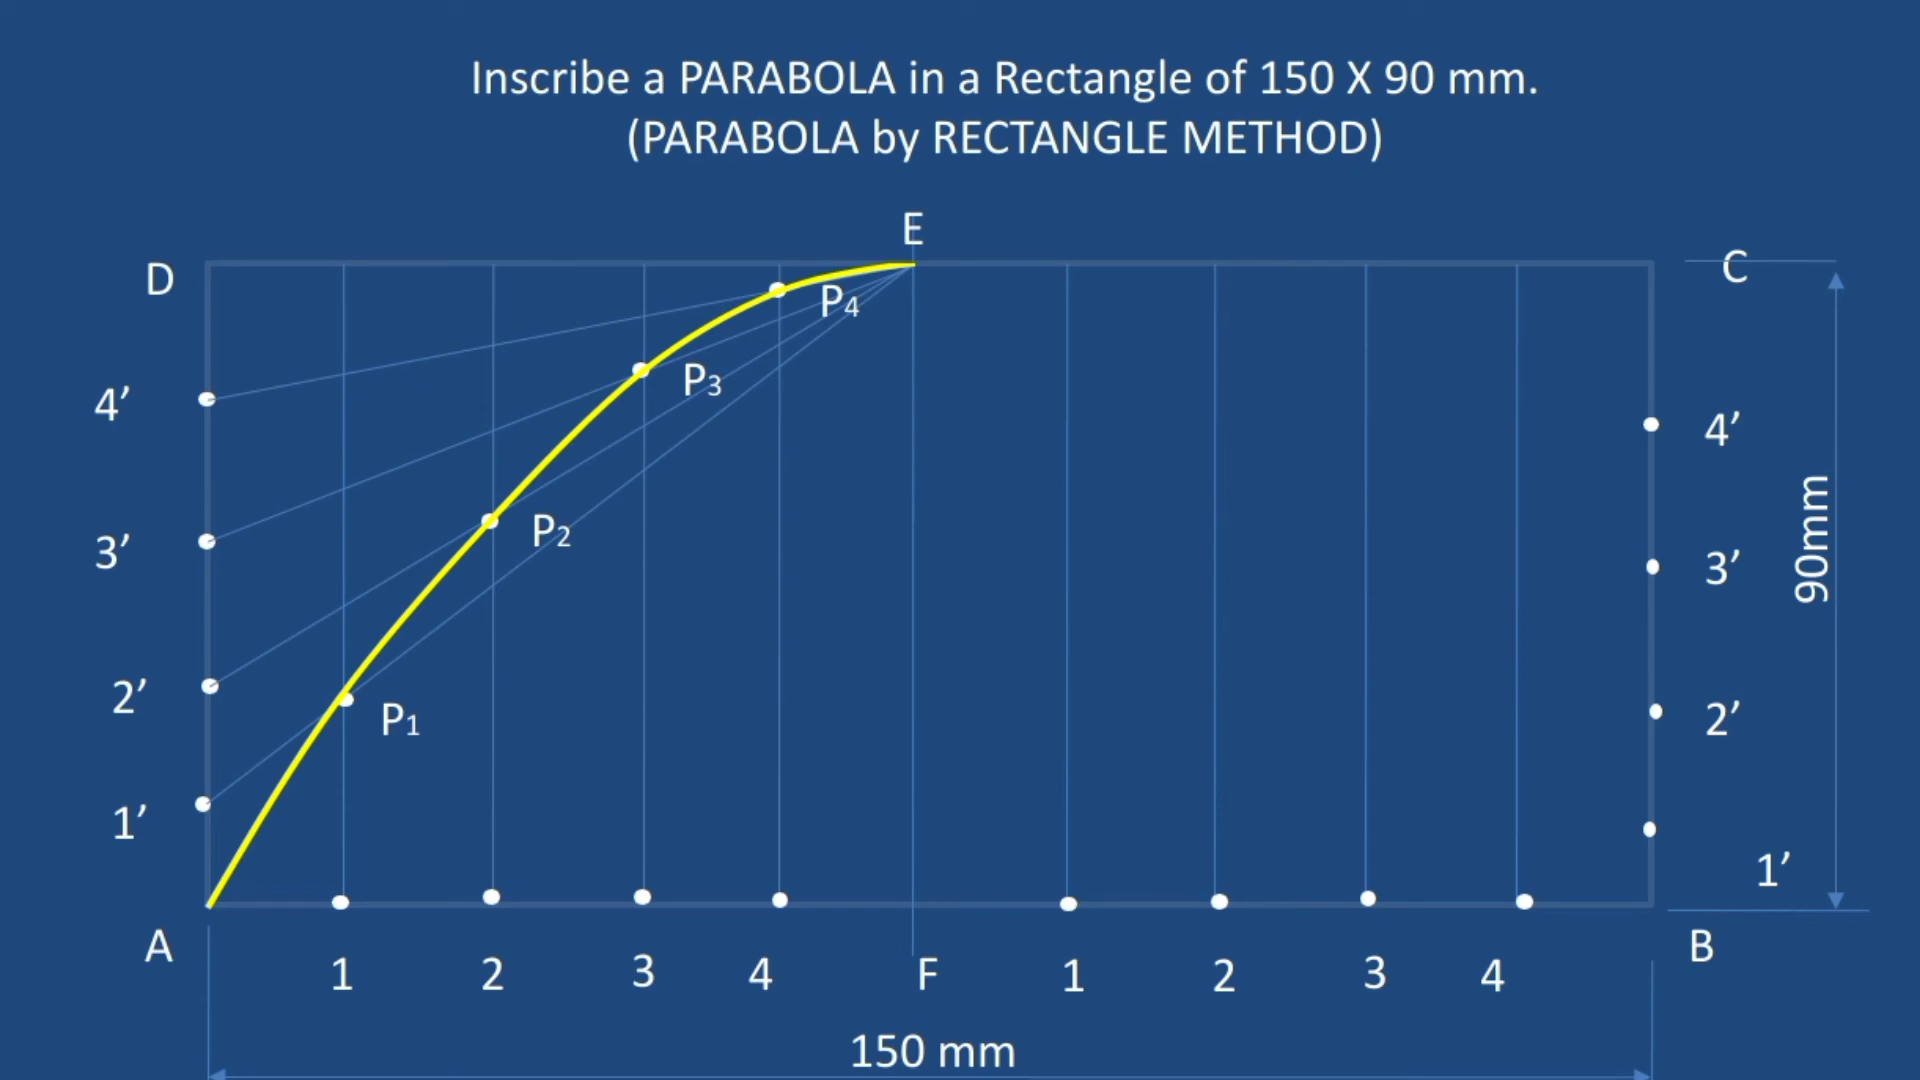 Inscribe a PARABOLA in a Rectangle of 150 X 90 mm.
(PARABOLA by RECTANGLE METHOD)
E
D
C
P4
4’
P3
4’
90mm
P2
3’
3’
2’
P1
2’
1’
1’
A
B
1
2
3
4
F
1
2
3
4
150 mm